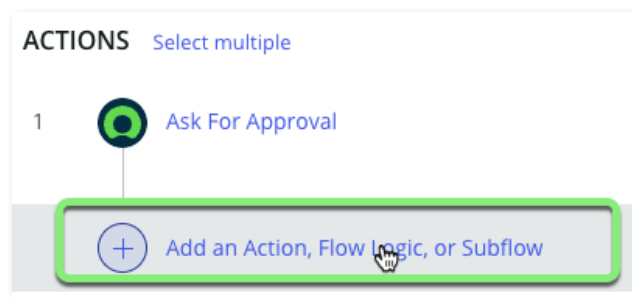 ACTIONS Select multiple
1 Ask For Approval
Add an Action, Flow Logic, or Subflow